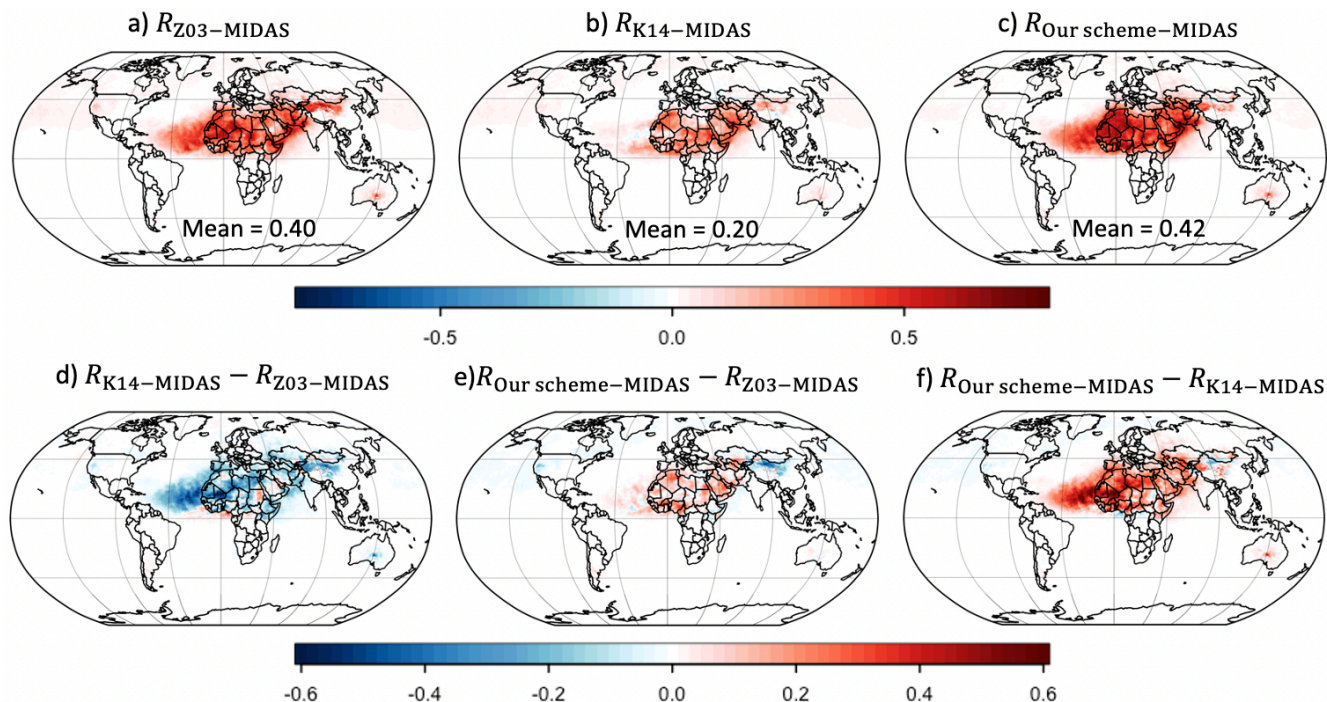 a) R_Z03–MIDAS
b) R_K14–MIDAS
c) R_Our scheme–MIDAS
Mean = 0.40
Mean = 0.20
Mean = 0.42
-0.5 0.0 0.5
d) R_K14–MIDAS − R_Z03–MIDAS
e)R_Our scheme–MIDAS − R_Z03–MIDAS
f) R_Our scheme–MIDAS − R_K14–MIDAS
-0.6 -0.4 -0.2 0.0 0.2 0.4 0.6